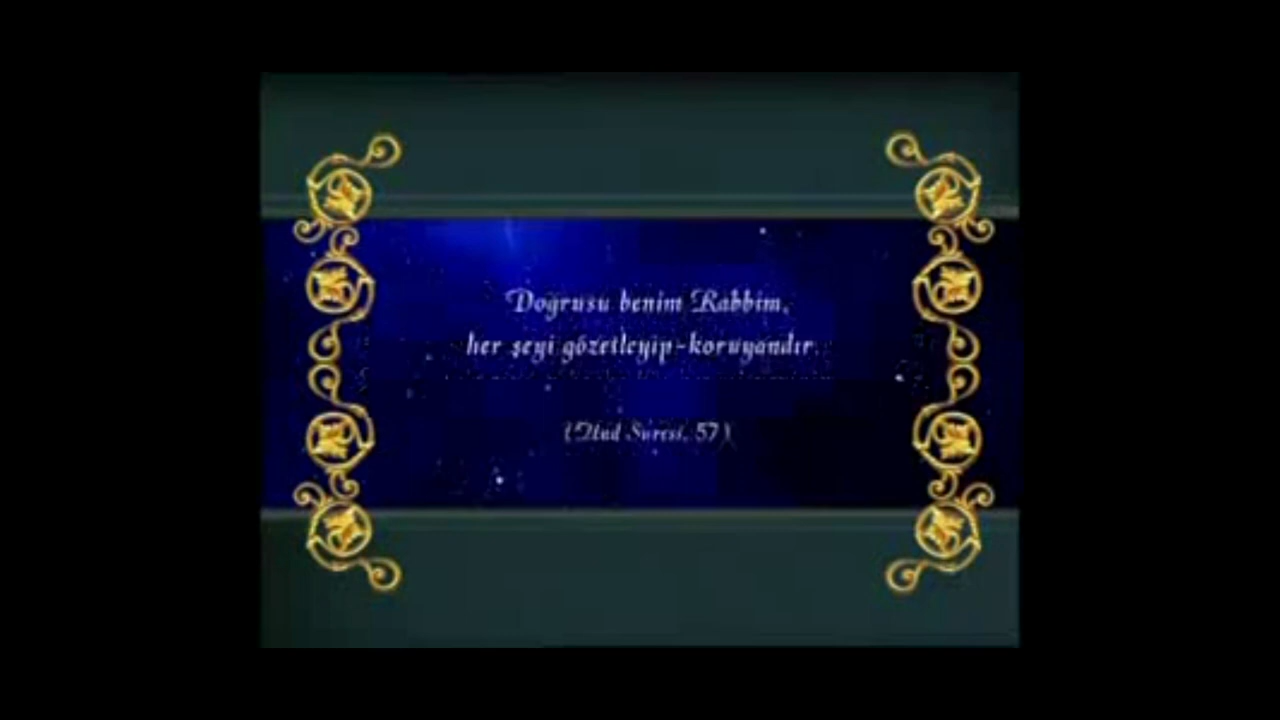 Doğrusu benim Rabbim,
her şeyi gözetleyip-koruyandır.
(Hud Suresi, 57)